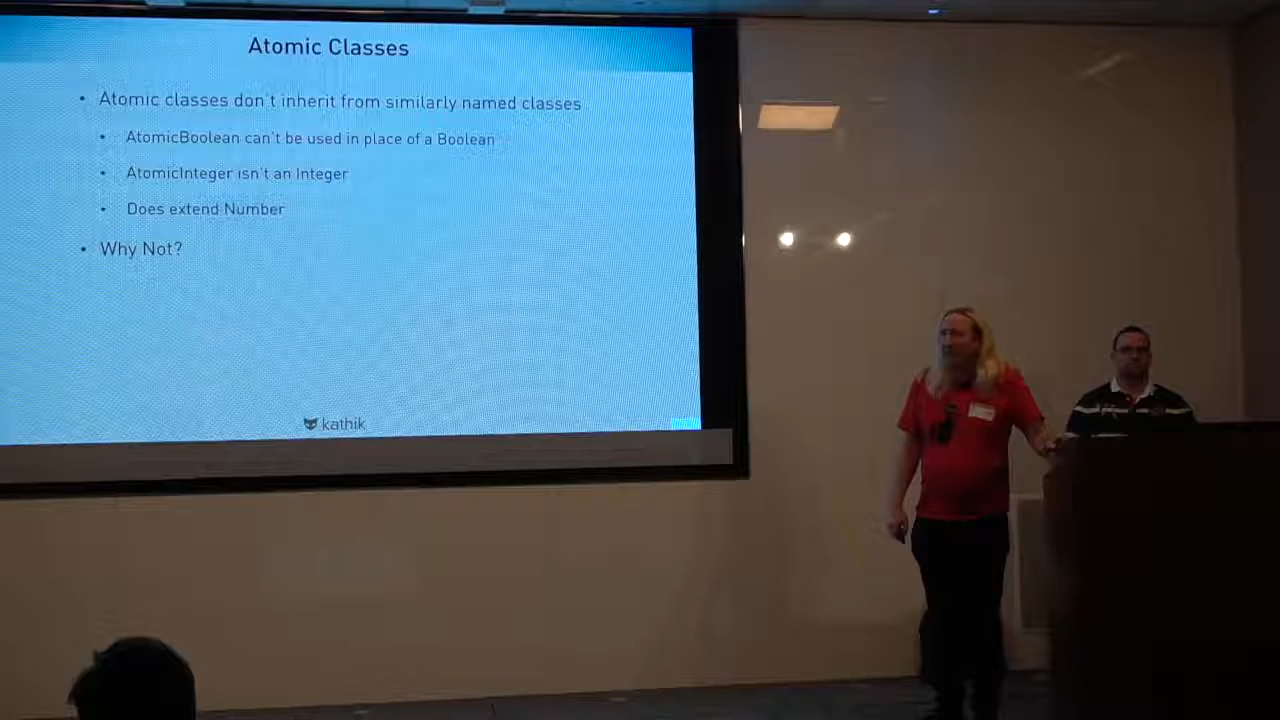 Atomic Classes
• Atomic classes don't inherit from similarly named classes
• AtomicBoolean can't be used in place of a Boolean
• AtomicInteger isn't an Integer
• Does extend Number
• Why Not?
kathik